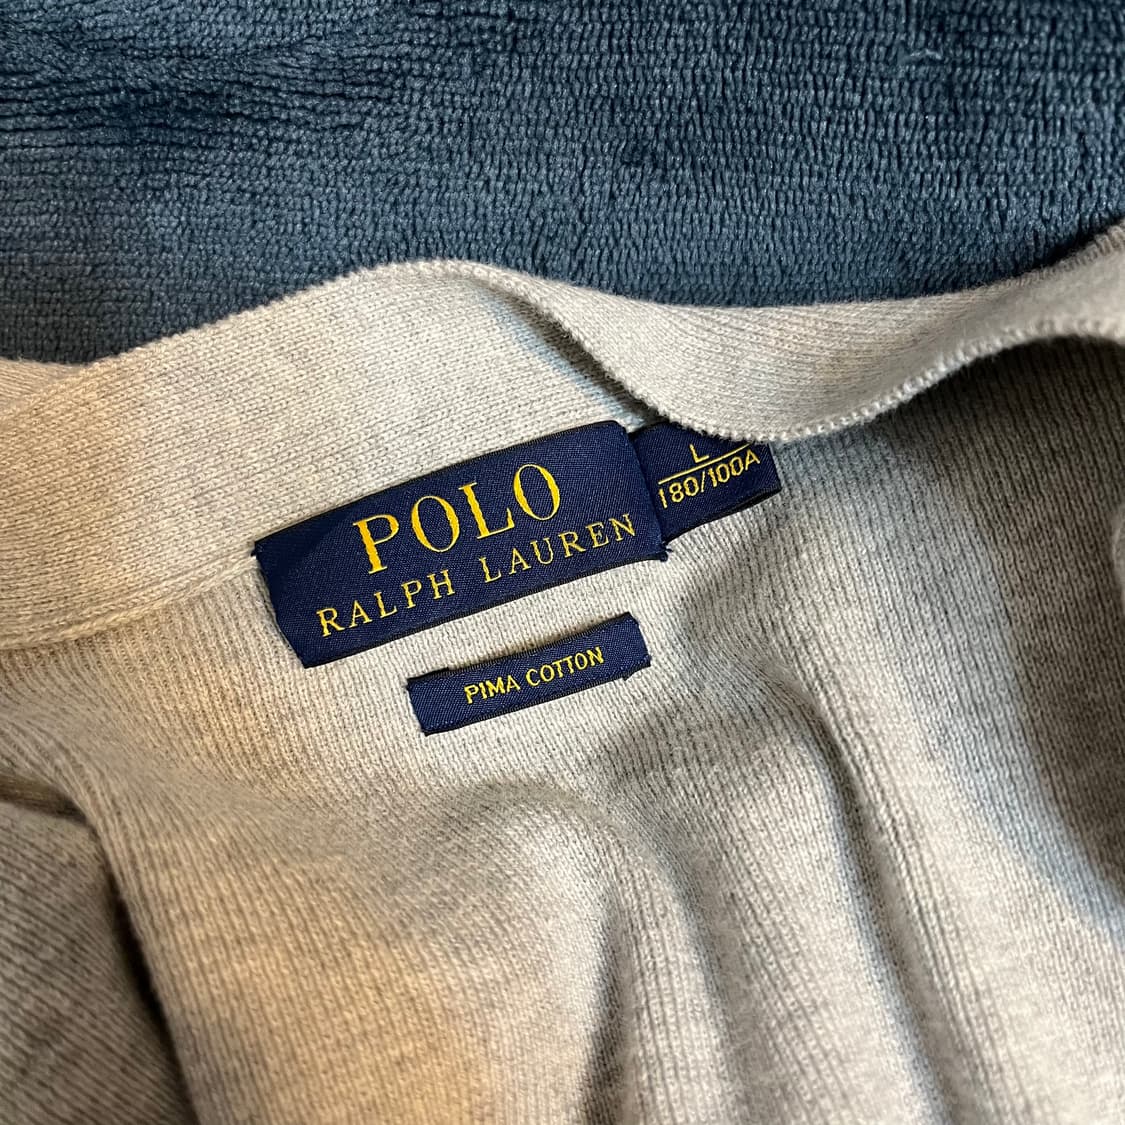 POLO
RALPH LAUREN
L
180/100A
PIMA COTTON